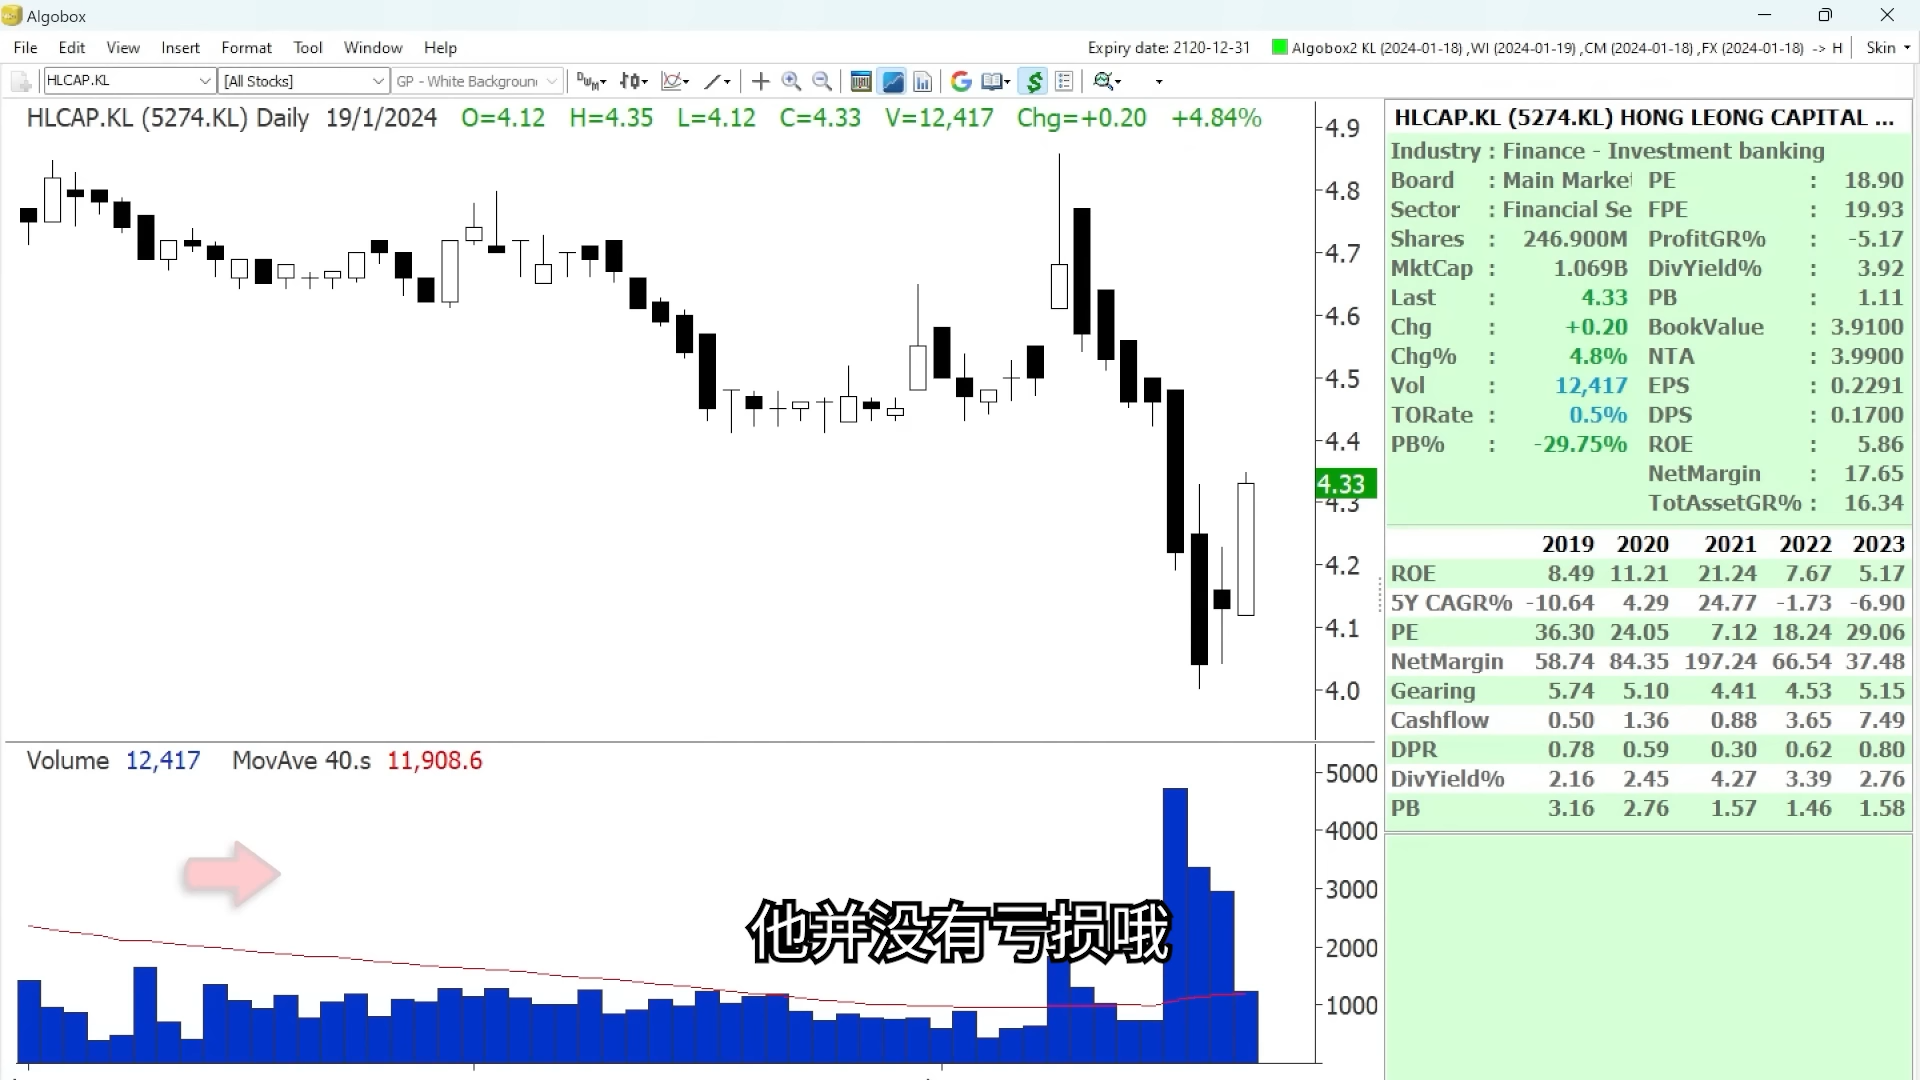 Algobox
File Edit View Insert Format Tool Window Help Expiry date: 2120-12-31 Algobox2 KL (2024-01-18) ,WI (2024-01-19) ,CM (2024-01-18) ,FX (2024-01-18) -> H Skin
HLCAP.KL [All Stocks] GP - White Background
HLCAP.KL (5274.KL) Daily 19/1/2024 O=4.12 H=4.35 L=4.12 C=4.33 V=12,417 Chg=+0.20 +4.84%
4.9
4.8
4.7
4.6
4.5
4.4
4.33
4.3
4.2
4.1
4.0
Volume 12,417 MovAve 40.s 11,908.6
5000
4000
3000
2000
1000
他并没有亏损哦
HLCAP.KL (5274.KL) HONG LEONG CAPITAL ...
Industry : Finance - Investment banking
Board : Main Market PE : 18.90
Sector : Financial Se FPE : 19.93
Shares : 246.900M ProfitGR% : -5.17
MktCap : 1.069B DivYield% : 3.92
Last : 4.33 PB : 1.11
Chg : +0.20 BookValue : 3.9100
Chg% : 4.8% NTA : 3.9900
Vol : 12,417 EPS : 0.2291
TORate : 0.5% DPS : 0.1700
PB% : -29.75% ROE : 5.86
NetMargin : 17.65
TotAssetGR% : 16.34
2019 2020 2021 2022 2023
ROE 8.49 11.21 21.24 7.67 5.17
5Y CAGR% -10.64 4.29 24.77 -1.73 -6.90
PE 36.30 24.05 7.12 18.24 29.06
NetMargin 58.74 84.35 197.24 66.54 37.48
Gearing 5.74 5.10 4.41 4.53 5.15
Cashflow 0.50 1.36 0.88 3.65 7.49
DPR 0.78 0.59 0.30 0.62 0.80
DivYield% 2.16 2.45 4.27 3.39 2.76
PB 3.16 2.76 1.57 1.46 1.58